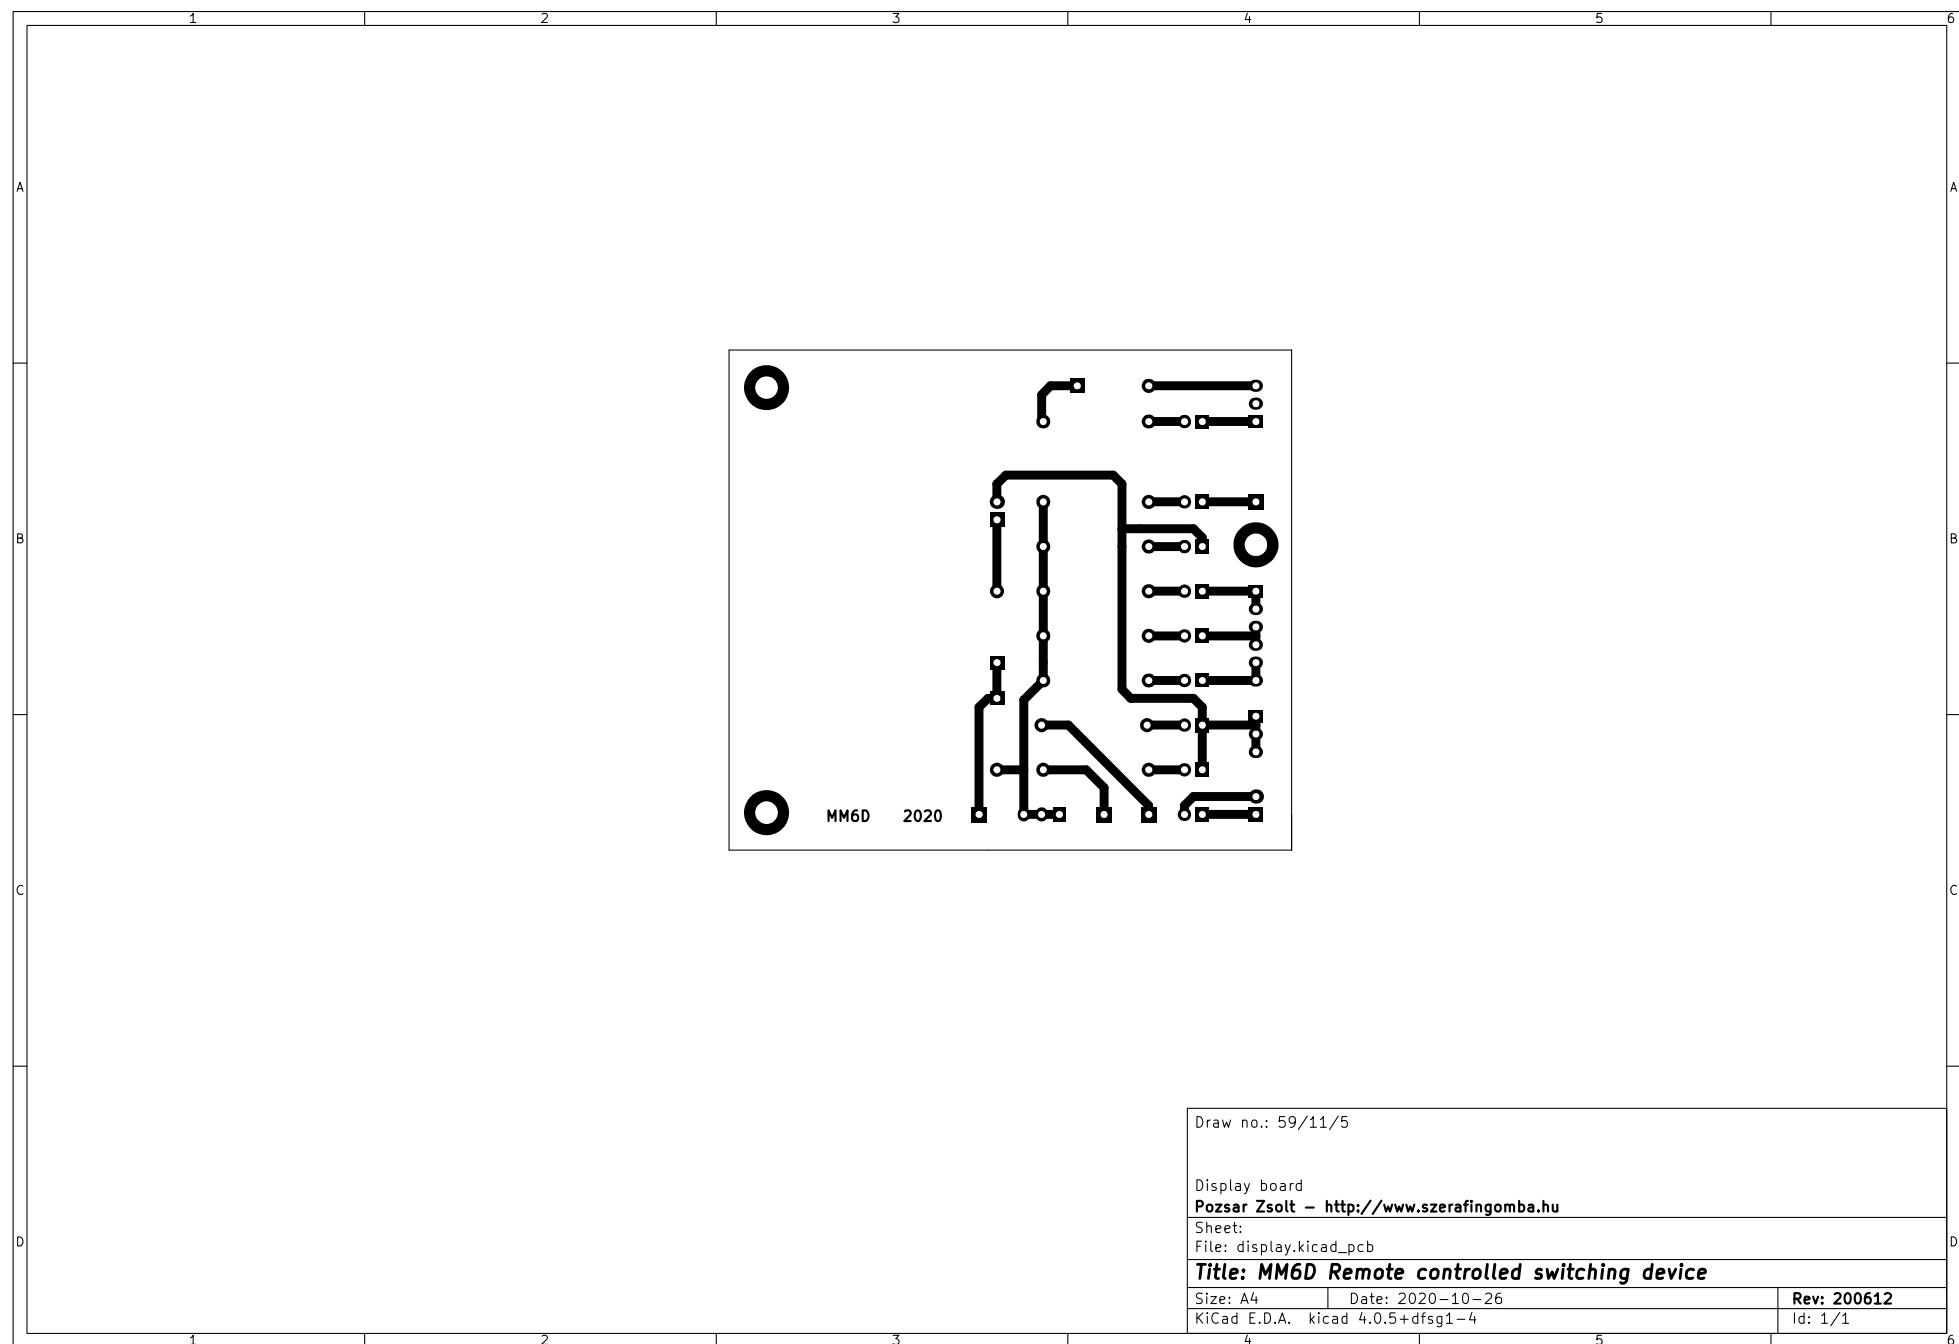 1 2 3 4 5 6
A A
B B
MM6D 2020
C C
Draw no.: 59/11/5
Display board
Pozsar Zsolt – http://www.szerafingomba.hu
Sheet:
File: display.kicad_pcb
D D
Title: MM6D Remote controlled switching device
Size: A4 Date: 2020-10-26 Rev: 200612
KiCad E.D.A. kicad 4.0.5+dfsg1-4 Id: 1/1
1 2 3 4 5 6